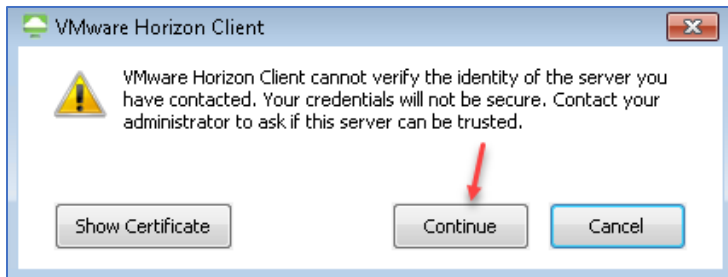 VMware Horizon Client
VMware Horizon Client cannot verify the identity of the server you
have contacted. Your credentials will not be secure. Contact your
administrator to ask if this server can be trusted.
Show Certificate
Continue
Cancel